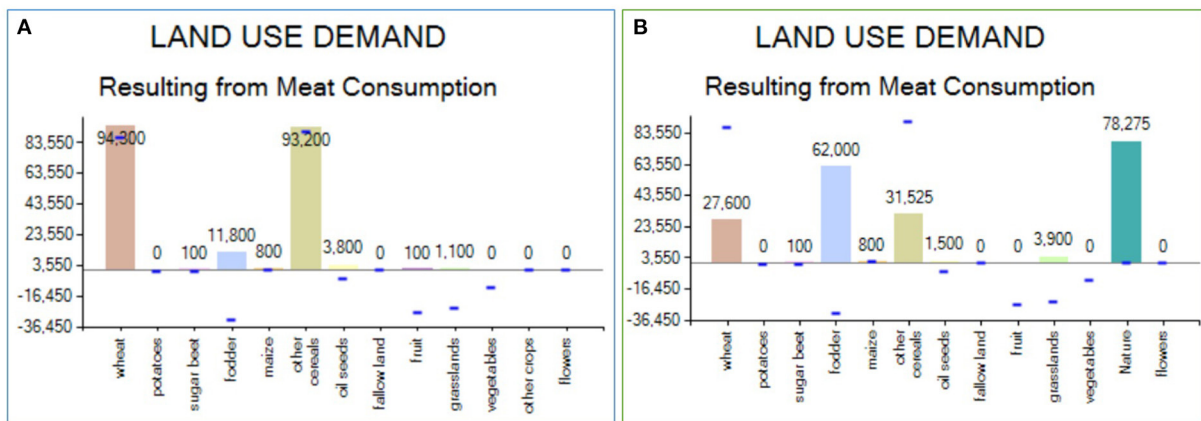 A
LAND USE DEMAND
Resulting from Meat Consumption
83,550
63,550
43,550
23,550
3,550
-16,450
-36,450
94,300
0
100
11,800
800
93,200
3,800
0
100
1,100
0
0
0
wheat
potatoes
sugar beet
fodder
maize
other
cereals
oil seeds
fallow land
fruit
grasslands
vegetables
other crops
flowers
B
LAND USE DEMAND
Resulting from Meat Consumption
83,550
63,550
43,550
23,550
3,550
-16,450
-36,450
27,600
0
100
62,000
800
31,525
1,500
0
0
3,900
0
78,275
0
wheat
potatoes
sugar beet
fodder
maize
other
cereals
oil seeds
fallow land
fruit
grasslands
vegetables
Nature
flowers